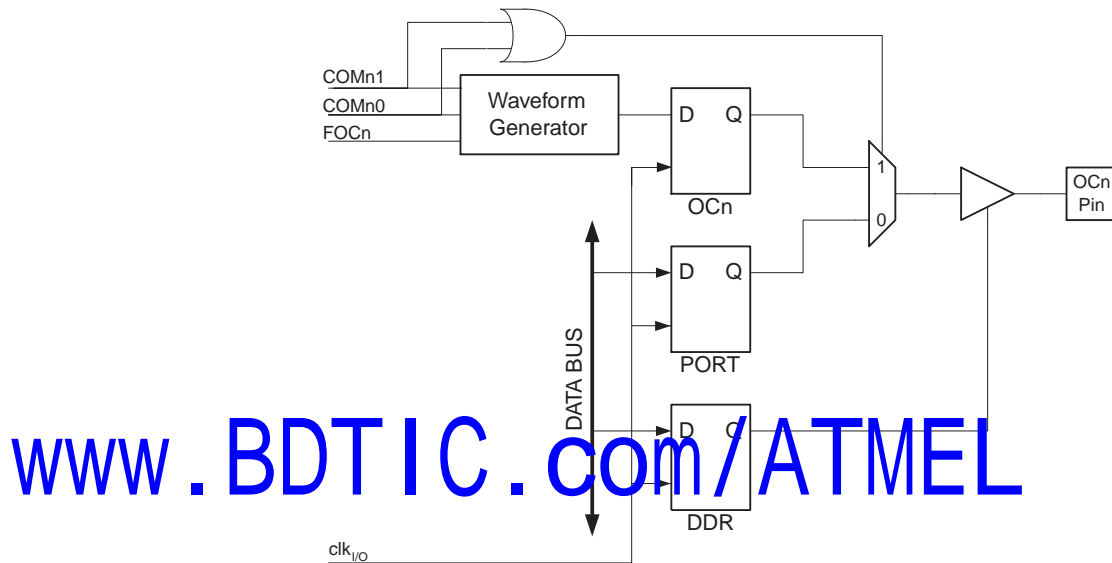 COMn1
COMn0
FOCn
Waveform
Generator
D Q
OCn
1
0
OCn
Pin
D Q
PORT
DATA BUS
D Q
DDR
www.BDTIC.com/ATMEL
clkI/O